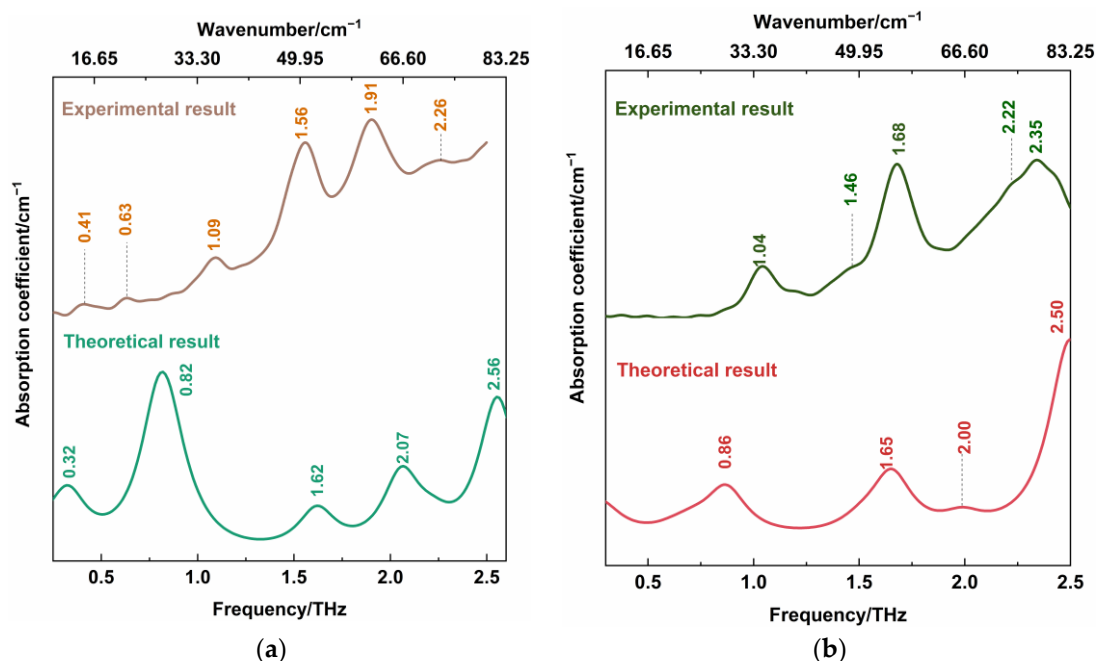 Wavenumber/cm⁻¹
16.65 33.30 49.95 66.60 83.25
Absorption coefficient/cm⁻¹
Experimental result
0.41
0.63
1.09
1.56
1.91
2.26
Theoretical result
0.32
0.82
1.62
2.07
2.56
0.5 1.0 1.5 2.0 2.5
Frequency/THz
(a)
Wavenumber/cm⁻¹
16.65 33.30 49.95 66.60 83.25
Absorption coefficient/cm⁻¹
Experimental result
1.04
1.46
1.68
2.22
2.35
Theoretical result
0.86
1.65
2.00
2.50
0.5 1.0 1.5 2.0 2.5
Frequency/THz
(b)